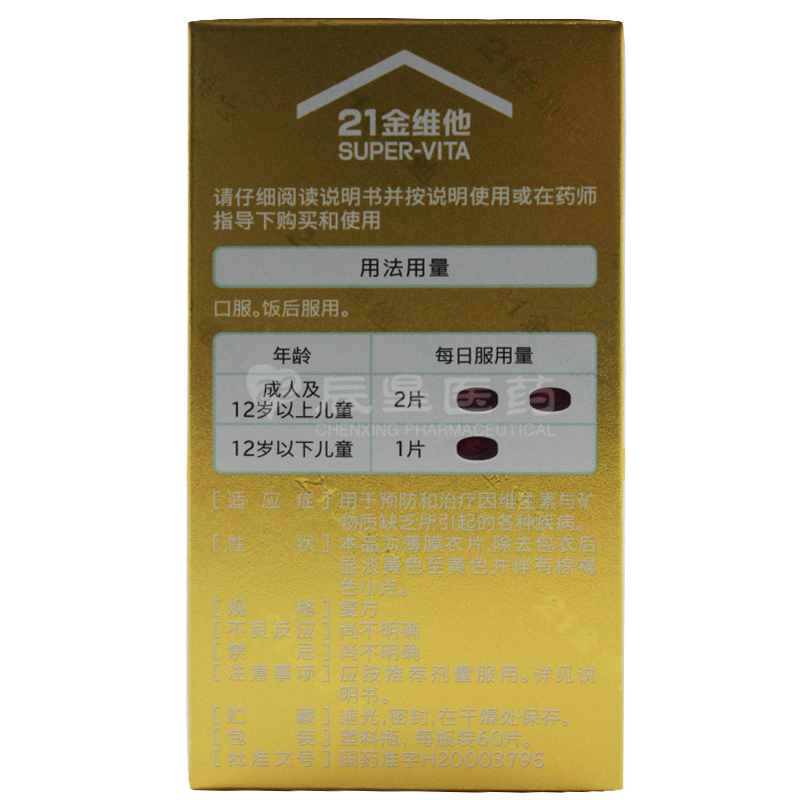 21金维他
SUPER-VITA
请仔细阅读说明书并按说明使用或在药师
指导下购买和使用
用法用量
口服。饭后服用。
年龄 每日服用量
成人及
12岁以上儿童 2片
12岁以下儿童 1片
辰星医药
CHENXING PHARMACEUTICAL
[适应症] 用于预防和治疗因维生素与矿
物质缺乏所引起的各种疾病。
[性状] 本品为薄膜衣片,除去包衣后
显淡黄色至黄色并伴有棕褐
色小点。
[规格] 复方
[不良反应] 尚不明确
[禁忌] 尚不明确
[注意事项] 应按推荐剂量服用。详见说
明书。
[贮藏] 遮光,密封,在干燥处保存。
[包装] 塑料瓶,每瓶装60片。
[批准文号] 国药准字H20003795